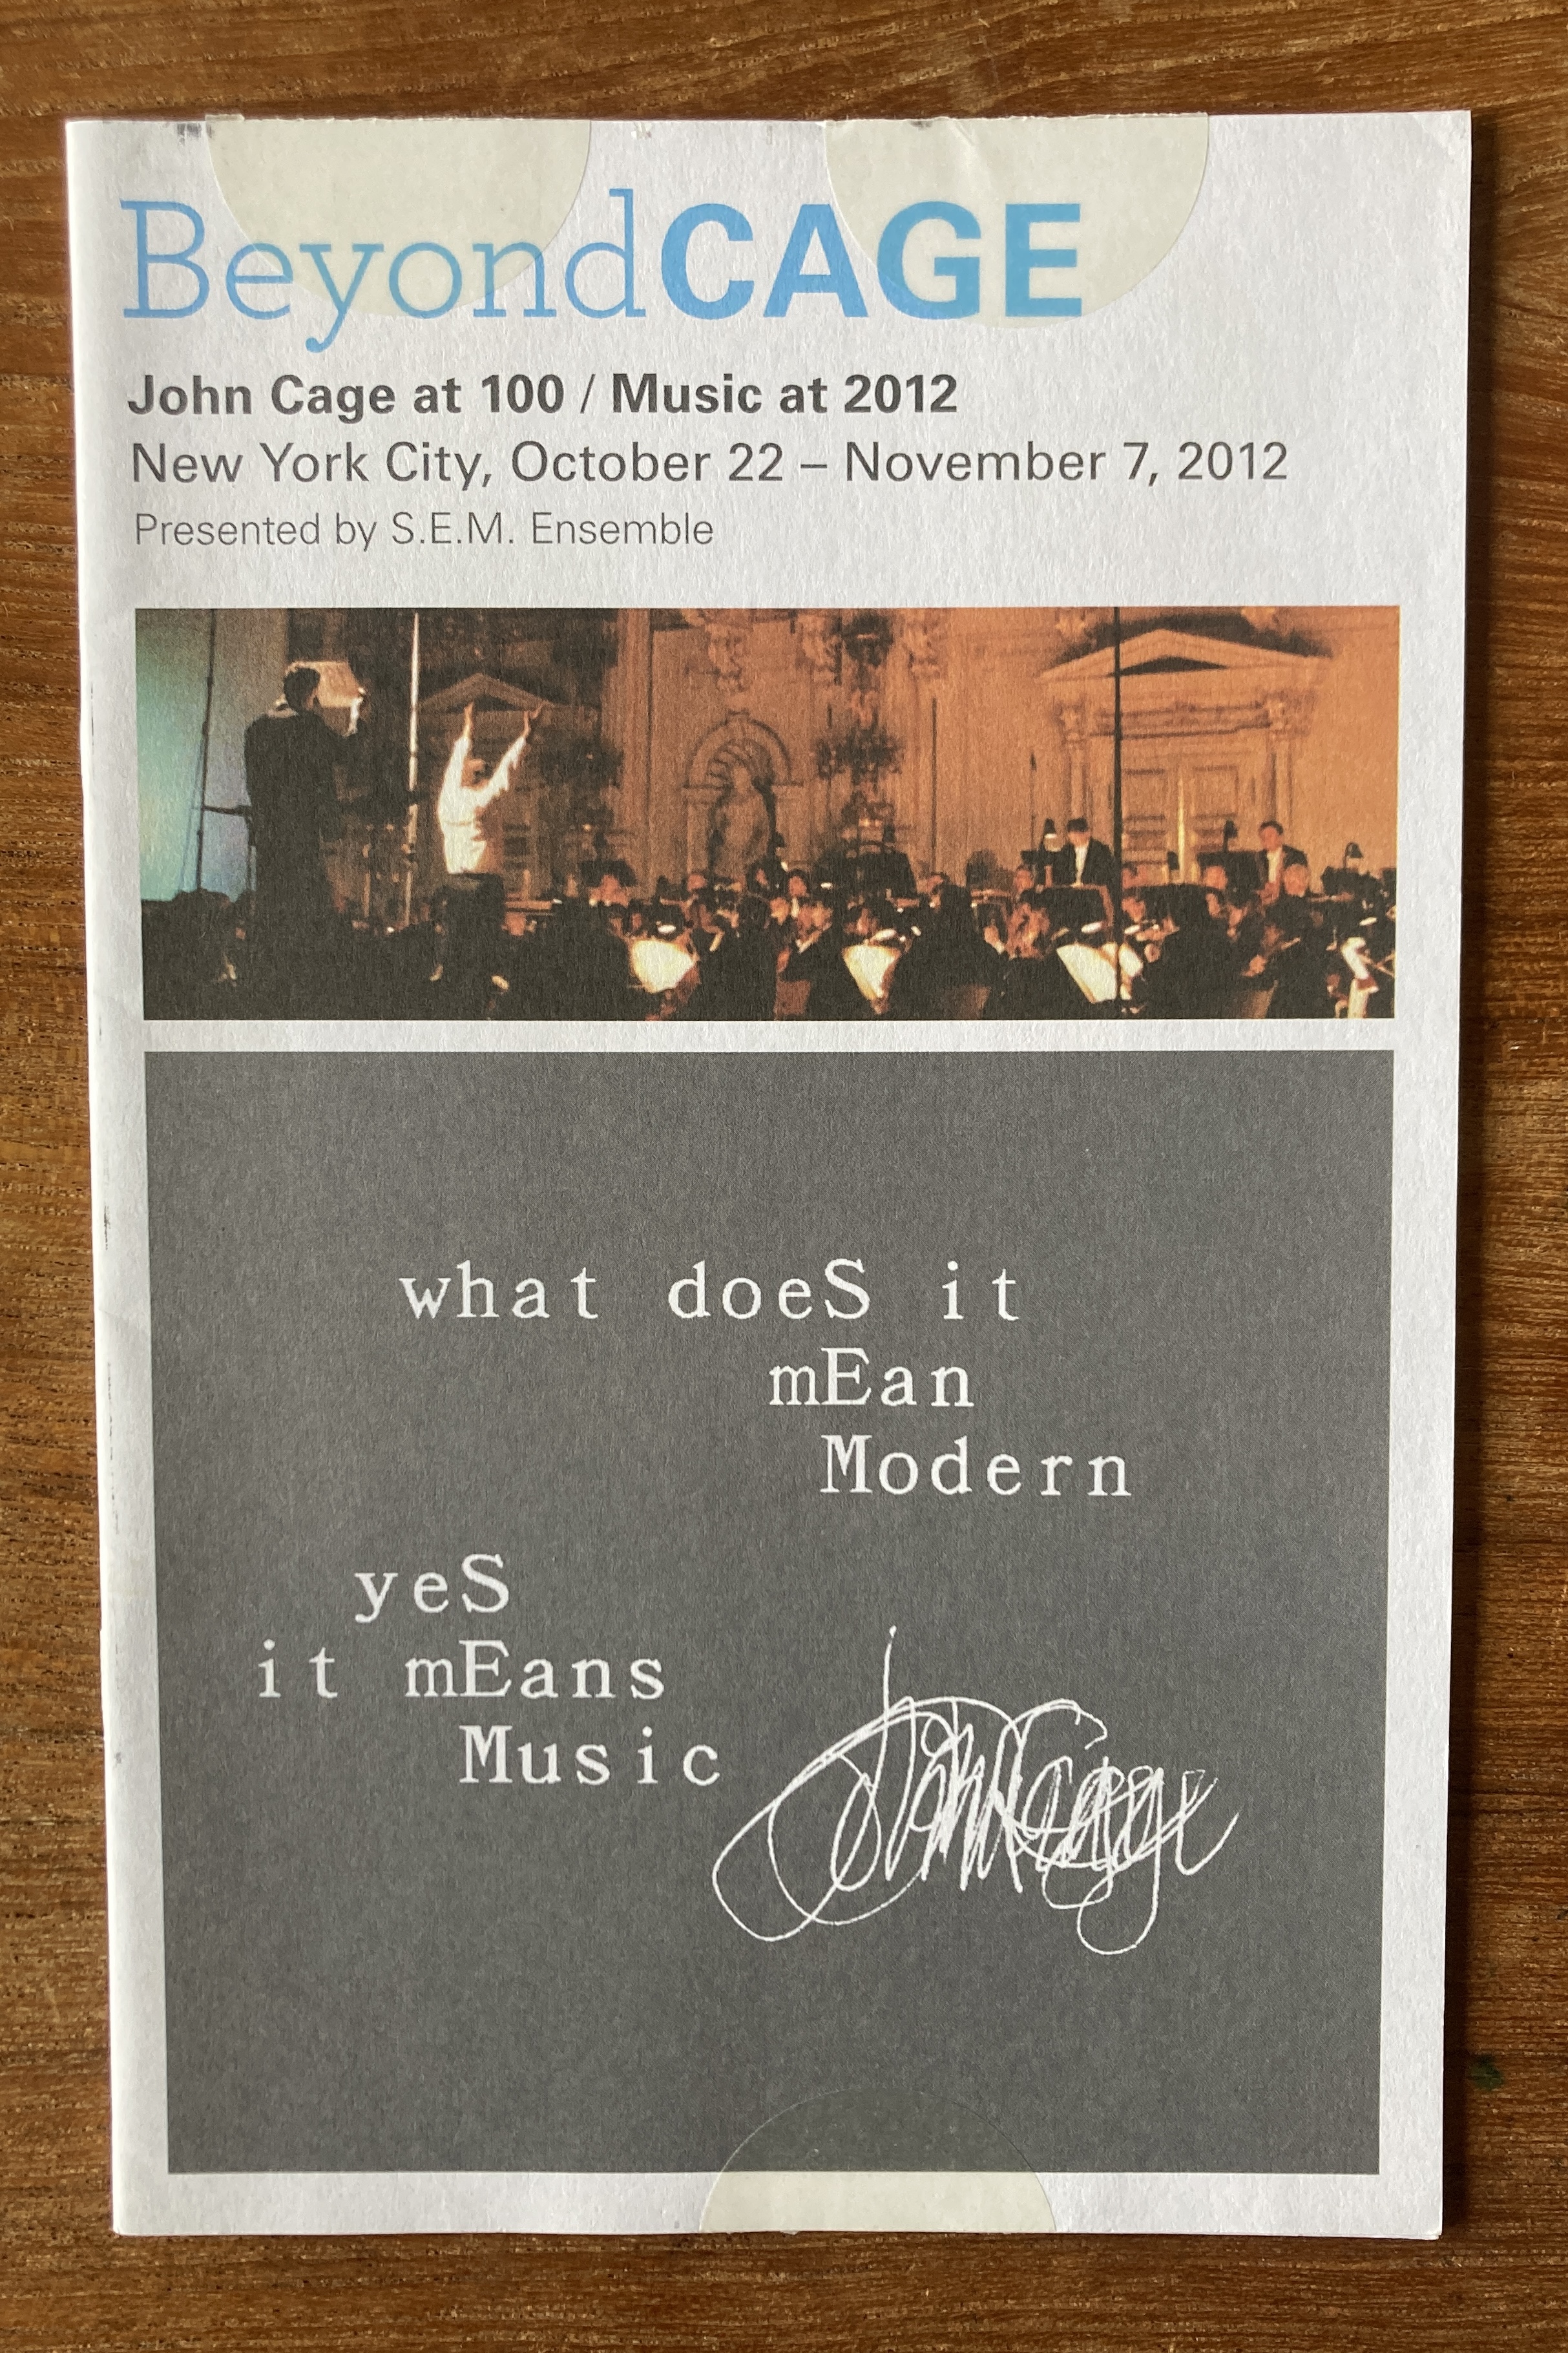 BeyondCAGE
John Cage at 100 / Music at 2012
New York City, October 22 – November 7, 2012
Presented by S.E.M. Ensemble
what doeS it
mEan
Modern
yeS
it mEans
Music
John Cage